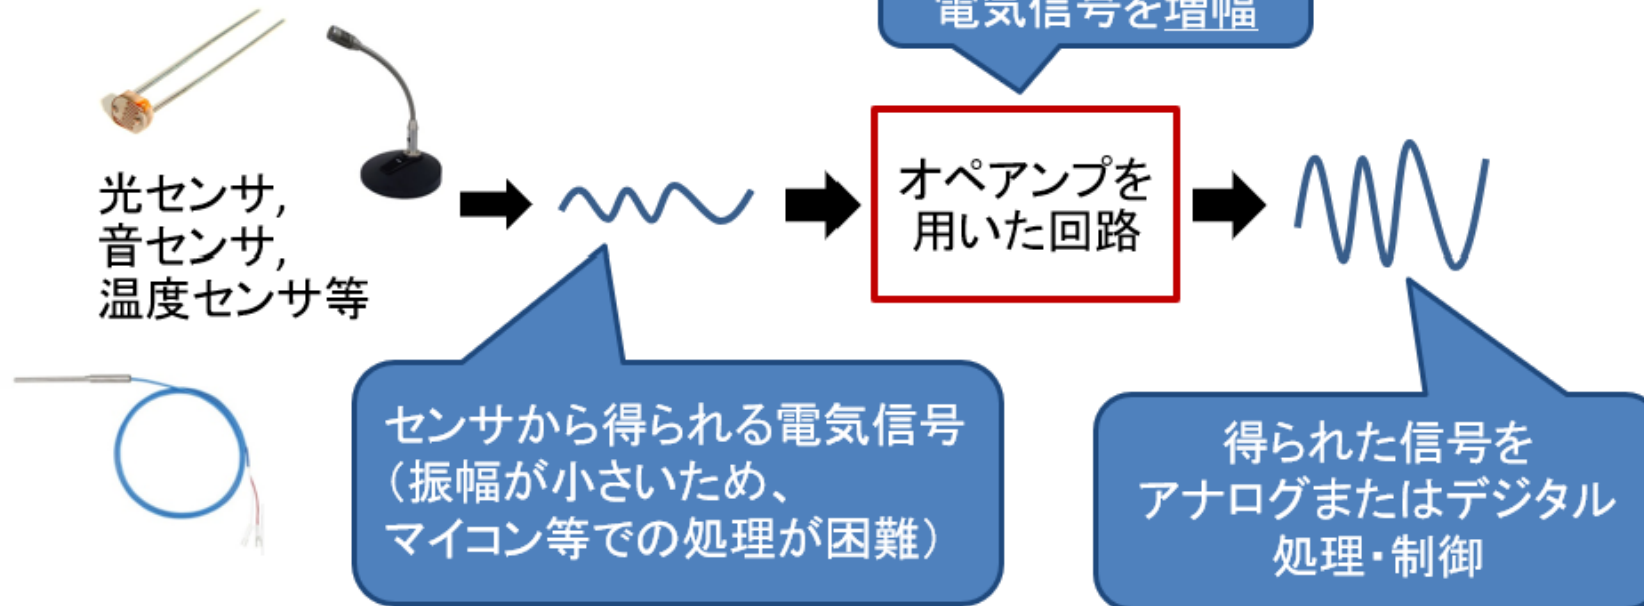 電気信号を増幅
光センサ,
音センサ,
温度センサ等
オペアンプを
用いた回路
センサから得られる電気信号
(振幅が小さいため、
マイコン等での処理が困難)
得られた信号を
アナログまたはデジタル
処理・制御